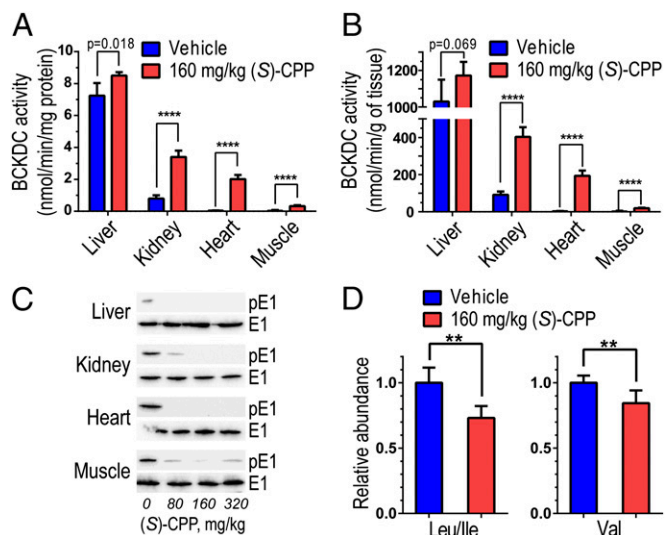 A
Vehicle
160 mg/kg (S)-CPP
p=0.018
****
****
****
BCKDC activity
(nmol/min/mg protein)
10
8
6
4
2
0
Liver
Kidney
Heart
Muscle
B
Vehicle
160 mg/kg (S)-CPP
p=0.069
****
****
****
BCKDC activity
(nmol/min/g of tissue)
1200
1000
400
200
0
Liver
Kidney
Heart
Muscle
C
Liver
pE1
E1
Kidney
pE1
E1
Heart
pE1
E1
Muscle
pE1
E1
0 80 160 320
(S)-CPP, mg/kg
D
Vehicle
160 mg/kg (S)-CPP
Relative abundance
**
1.0
0.5
0.0
Leu/Ile
**
1.0
0.5
0.0
Val